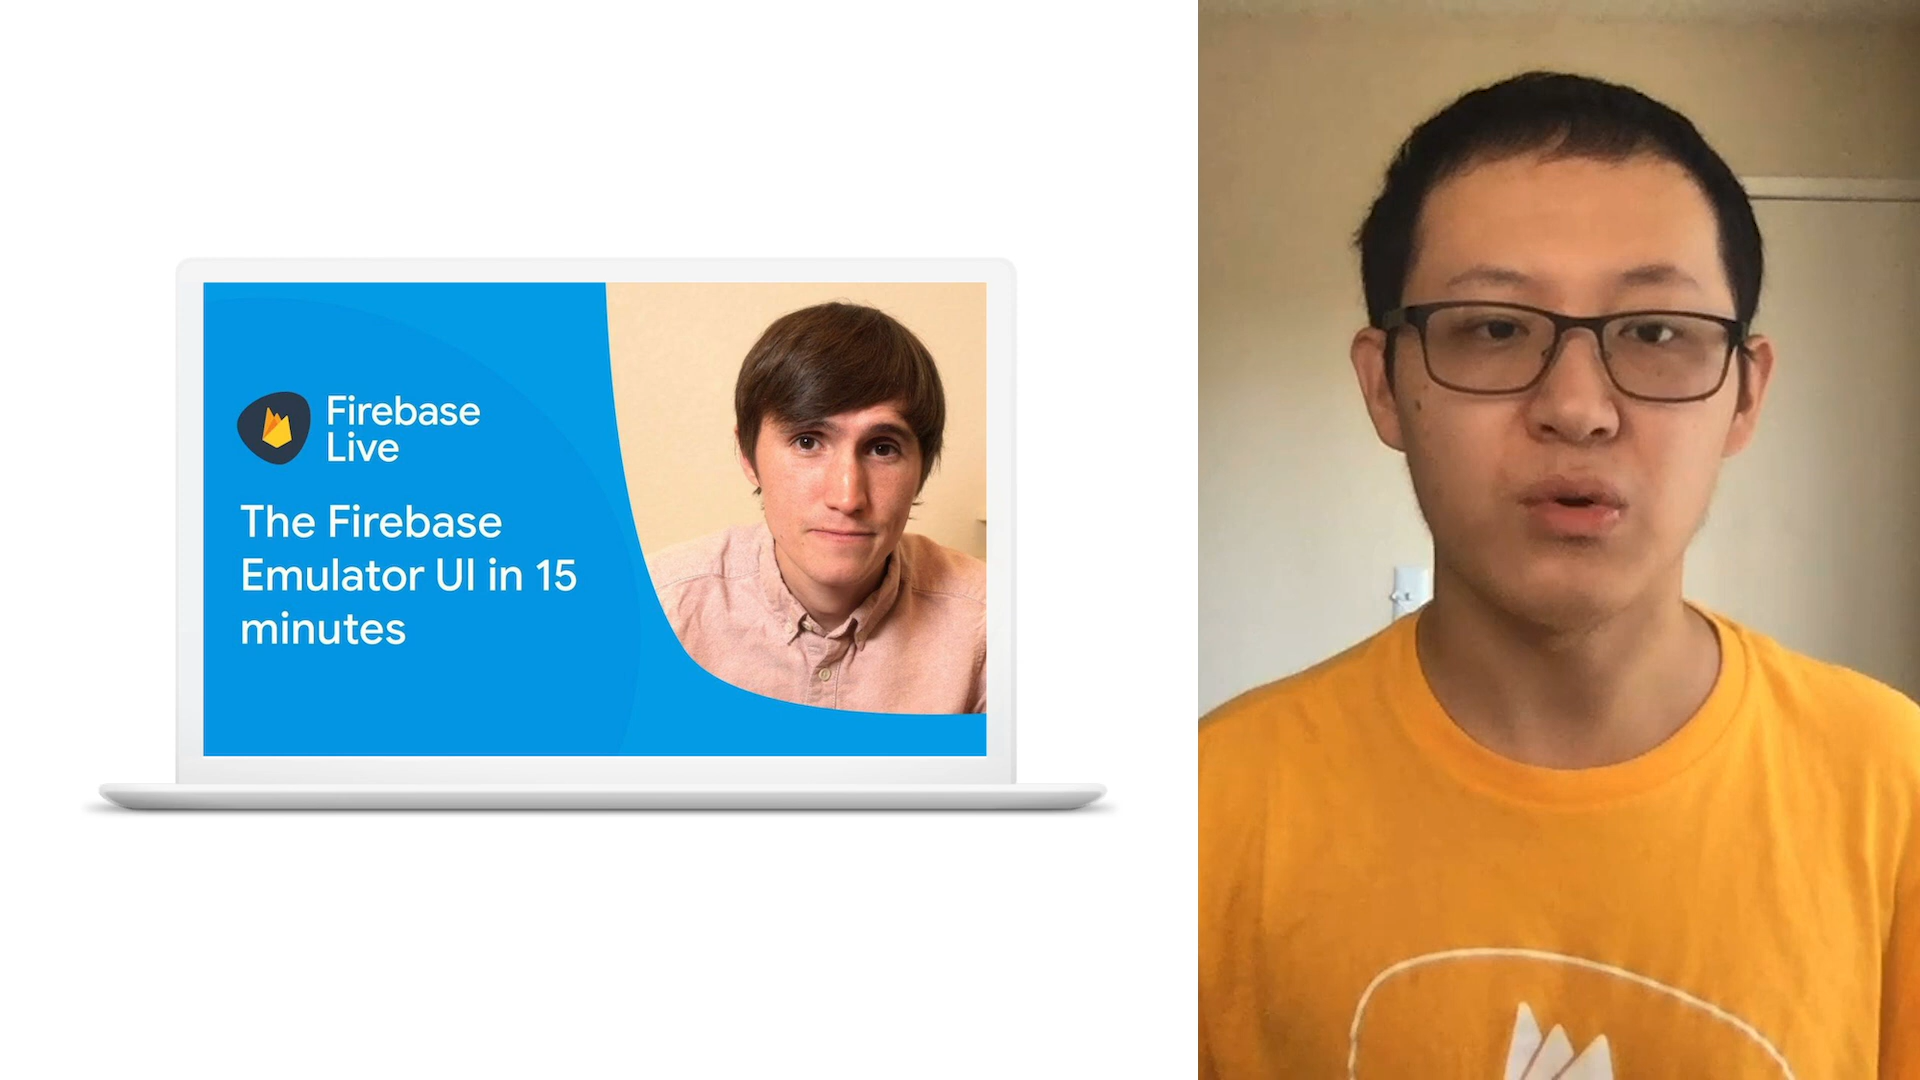 Firebase
Live
The Firebase
Emulator UI in 15
minutes